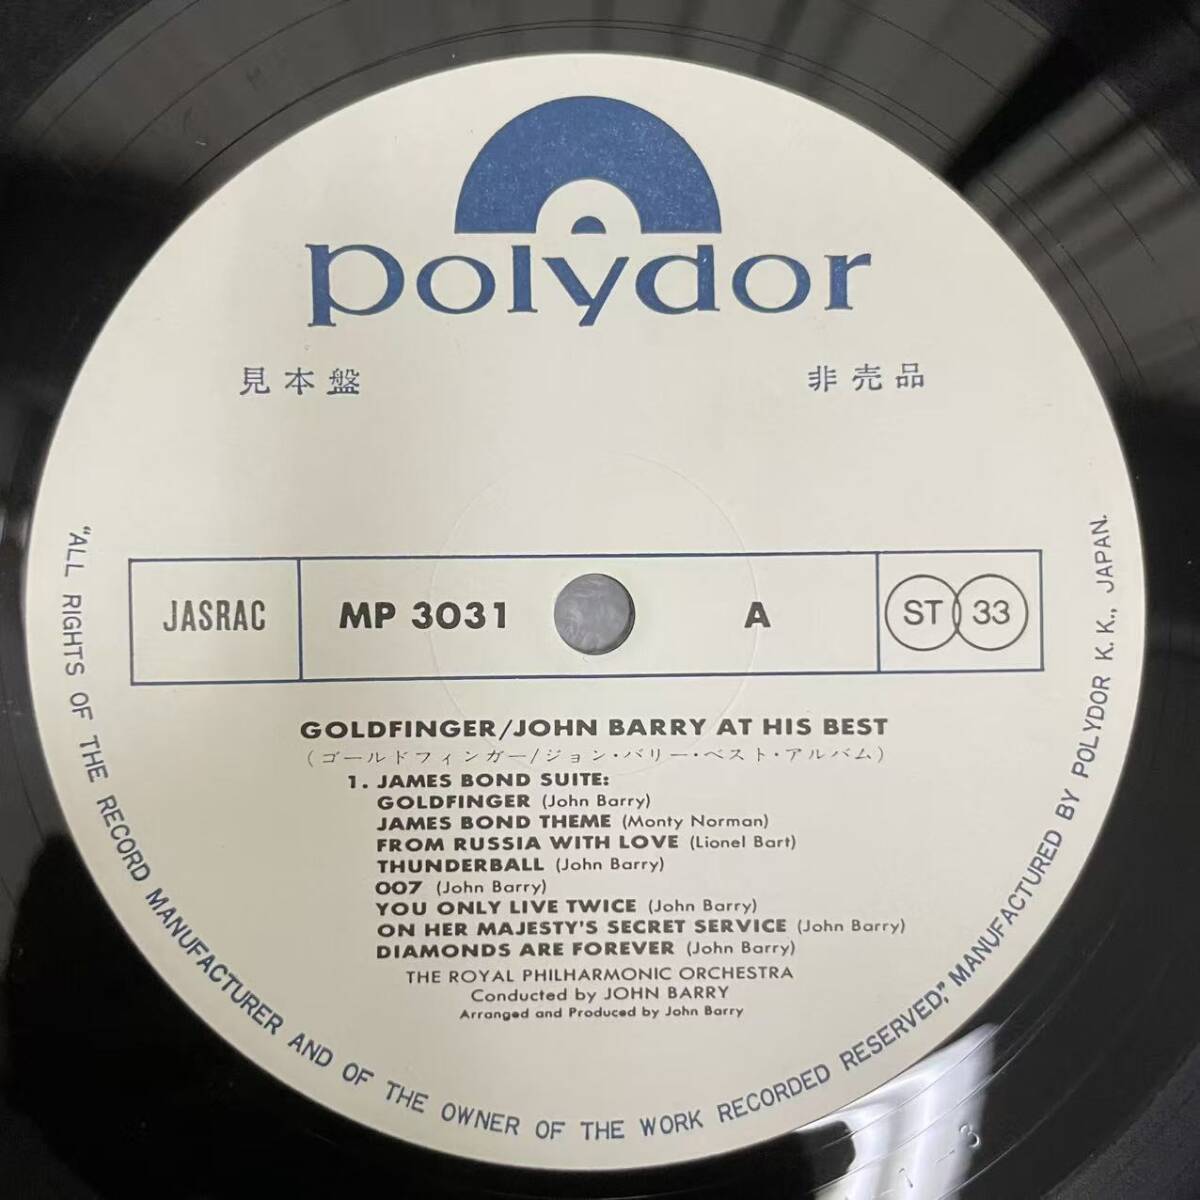 polydor
見本盤 非売品
JASRAC MP 3031 A ST 33
GOLDFINGER/JOHN BARRY AT HIS BEST
(ゴールドフィンガー/ジョン・バリー・ベスト・アルバム)
1. JAMES BOND SUITE:
GOLDFINGER (John Barry)
JAMES BOND THEME (Monty Norman)
FROM RUSSIA WITH LOVE (Lionel Bart)
THUNDERBALL (John Barry)
007 (John Barry)
YOU ONLY LIVE TWICE (John Barry)
ON HER MAJESTY'S SECRET SERVICE (John Barry)
DIAMONDS ARE FOREVER (John Barry)
THE ROYAL PHILHARMONIC ORCHESTRA
Conducted by JOHN BARRY
Arranged and Produced by John Barry
"ALL RIGHTS OF THE RECORD MANUFACTURER AND OF THE OWNER OF THE WORK RECORDED RESERVED," MANUFACTURED BY POLYDOR K.K., JAPAN.